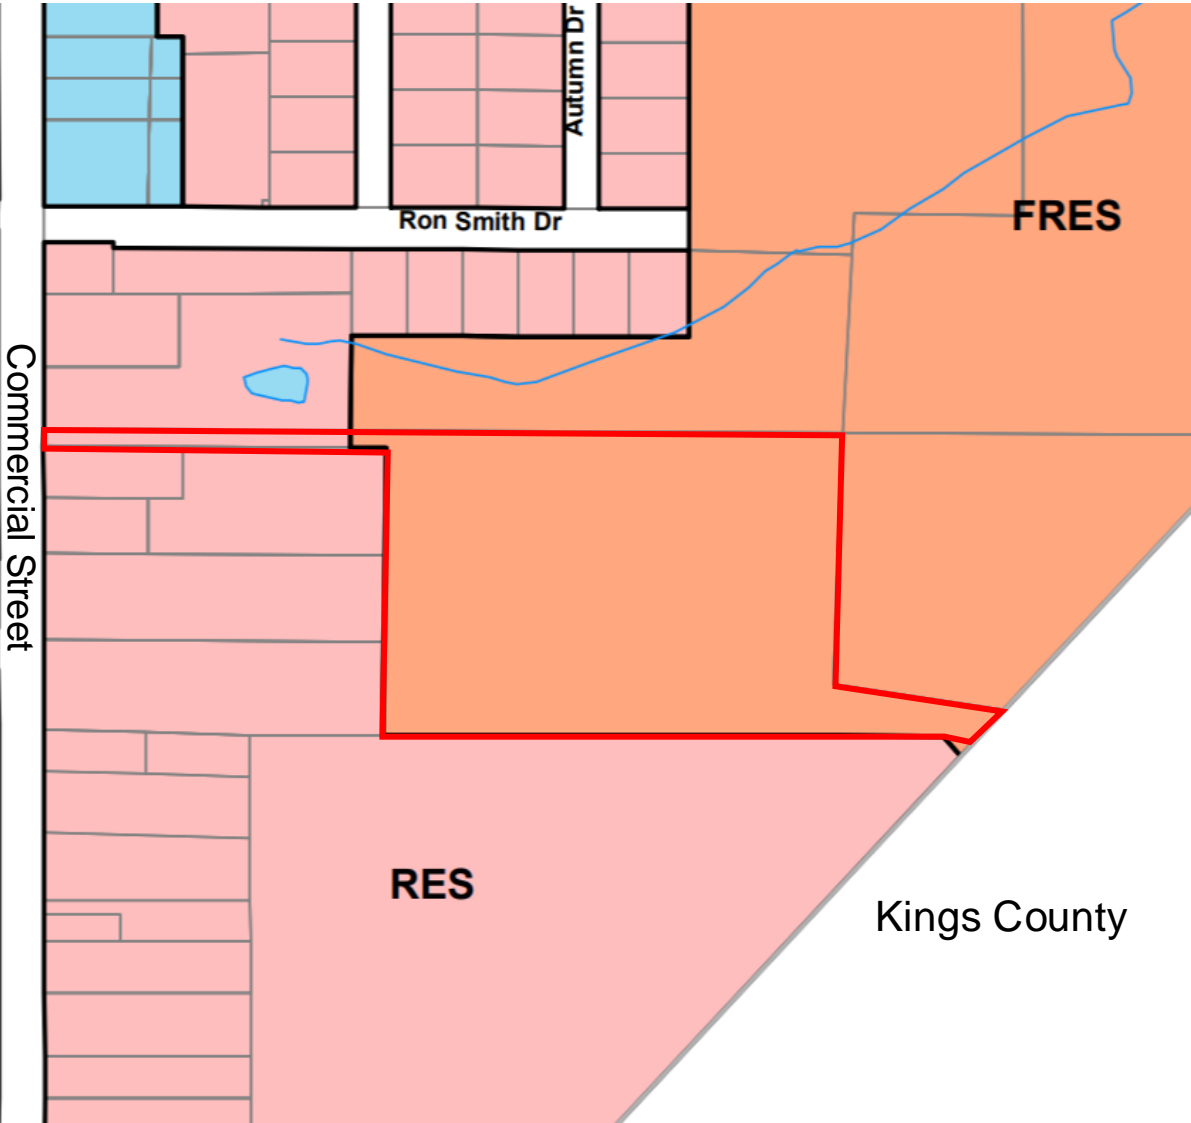 Autumn Dr
Ron Smith Dr
FRES
Commercial Street
RES
Kings County